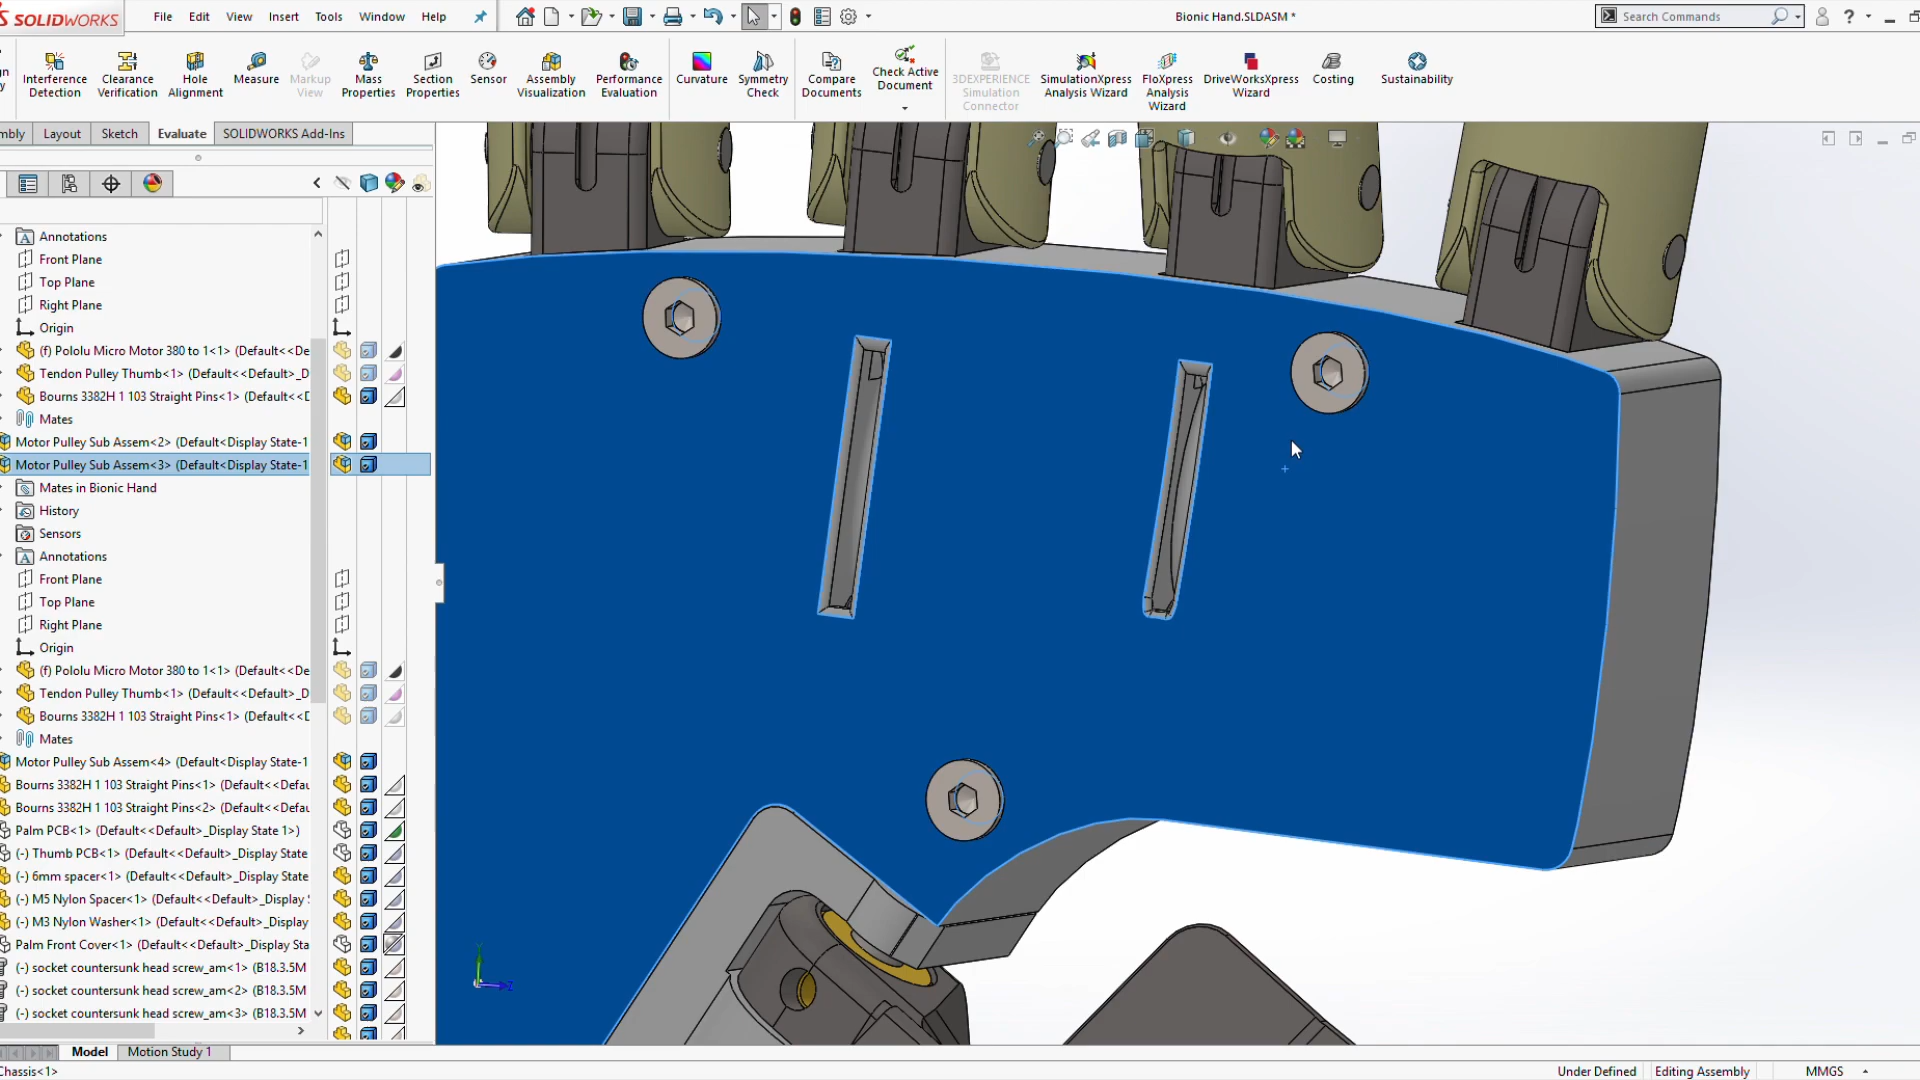 SOLIDWORKS
File Edit View Insert Tools Window Help
Bionic Hand.SLDASM *
Search Commands
Interference Detection
Clearance Verification
Hole Alignment
Measure
Markup View
Mass Properties
Section Properties
Sensor
Assembly Visualization
Performance Evaluation
Curvature
Symmetry Check
Compare Documents
Check Active Document
3DEXPERIENCE Simulation Connector
SimulationXpress Analysis Wizard
FloXpress Analysis Wizard
DriveWorksXpress Wizard
Costing
Sustainability
mbly Layout Sketch Evaluate SOLIDWORKS Add-Ins
Annotations
Front Plane
Top Plane
Right Plane
Origin
(f) Pololu Micro Motor 380 to 1<1> (Default<<De
Tendon Pulley Thumb<1> (Default<<Default>_D
Bourns 3382H 1 103 Straight Pins<1> (Default<<D
Mates
Motor Pulley Sub Assem<2> (Default<Display State-1
Motor Pulley Sub Assem<3> (Default<Display State-1
Mates in Bionic Hand
History
Sensors
Annotations
Front Plane
Top Plane
Right Plane
Origin
(f) Pololu Micro Motor 380 to 1<1> (Default<<De
Tendon Pulley Thumb<1> (Default<<Default>_D
Bourns 3382H 1 103 Straight Pins<1> (Default<<D
Mates
Motor Pulley Sub Assem<4> (Default<Display State-1
Bourns 3382H 1 103 Straight Pins<1> (Default<<Defau
Bourns 3382H 1 103 Straight Pins<2> (Default<<Defau
Palm PCB<1> (Default<<Default>_Display State 1>)
(-) Thumb PCB<1> (Default<<Default>_Display State
(-) 6mm spacer<1> (Default<<Default>_Display State
(-) M5 Nylon Spacer<1> (Default<<Default>_Display S
(-) M3 Nylon Washer<1> (Default<<Default>_Display
Palm Front Cover<1> (Default<<Default>_Display Sta
(-) socket countersunk head screw_am<1> (B18.3.5M
(-) socket countersunk head screw_am<2> (B18.3.5M
(-) socket countersunk head screw_am<3> (B18.3.5M
Model Motion Study 1
Chassis<1>
Under Defined Editing Assembly MMGS